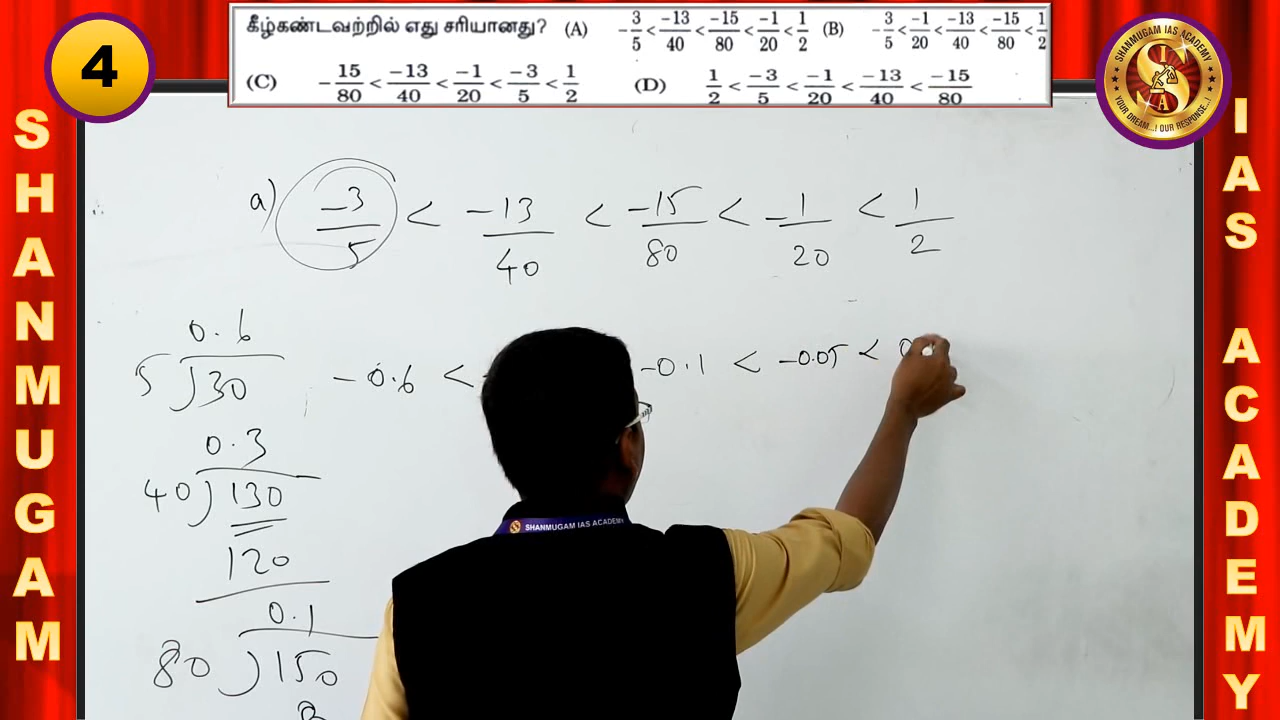 4
கீழ்கண்டவற்றில் எது சரியானது? (A) -3/5 < -13/40 < -15/80 < -1/20 < 1/2 (B) -3/5 < -1/20 < -13/40 < -15/80 < 1/2
(C) -15/80 < -13/40 < -1/20 < -3/5 < 1/2 (D) 1/2 < -3/5 < -1/20 < -13/40 < -15/80
SHANMUGAM IAS ACADEMY
YOUR DREAM...! OUR RESPONSE...!
S
A
SHANMUGAM
IAS ACADEMY
a) -3/5 < -13/40 < -15/80 < -1/20 < 1/2
-0.6 < -0.1 < -0.05 <
0.6
5)30
0.3
40)130
120
0.1
80)150
SHANMUGAM IAS ACADEMY